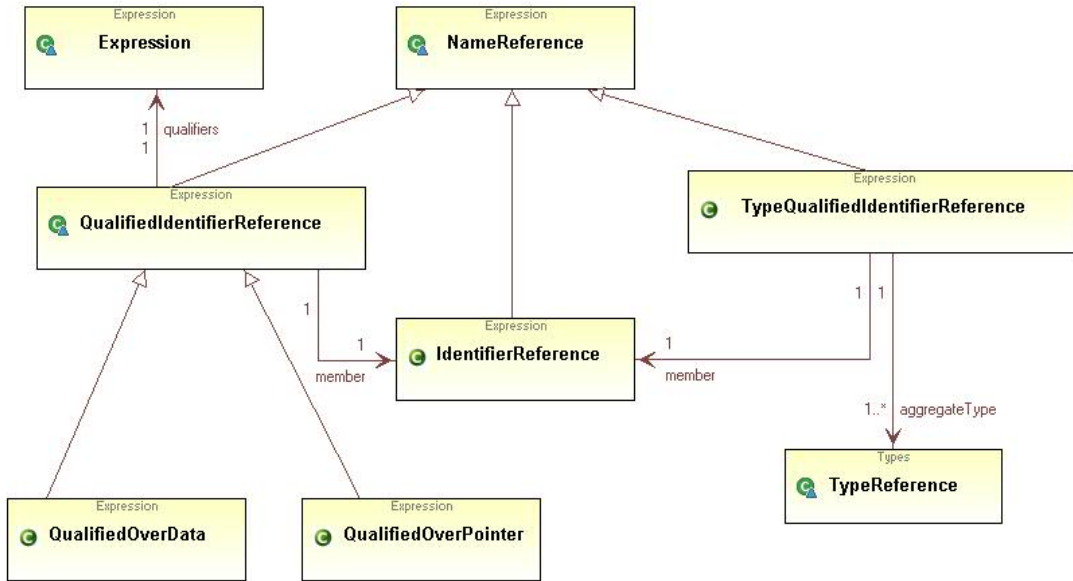 Expression
Expression
Expression
NameReference
1
qualifiers
1
Expression
QualifiedIdentifierReference
Expression
TypeQualifiedIdentifierReference
1
1
member
Expression
IdentifierReference
1
1
1
member
1..*
aggregateType
Types
TypeReference
Expression
QualifiedOverData
Expression
QualifiedOverPointer